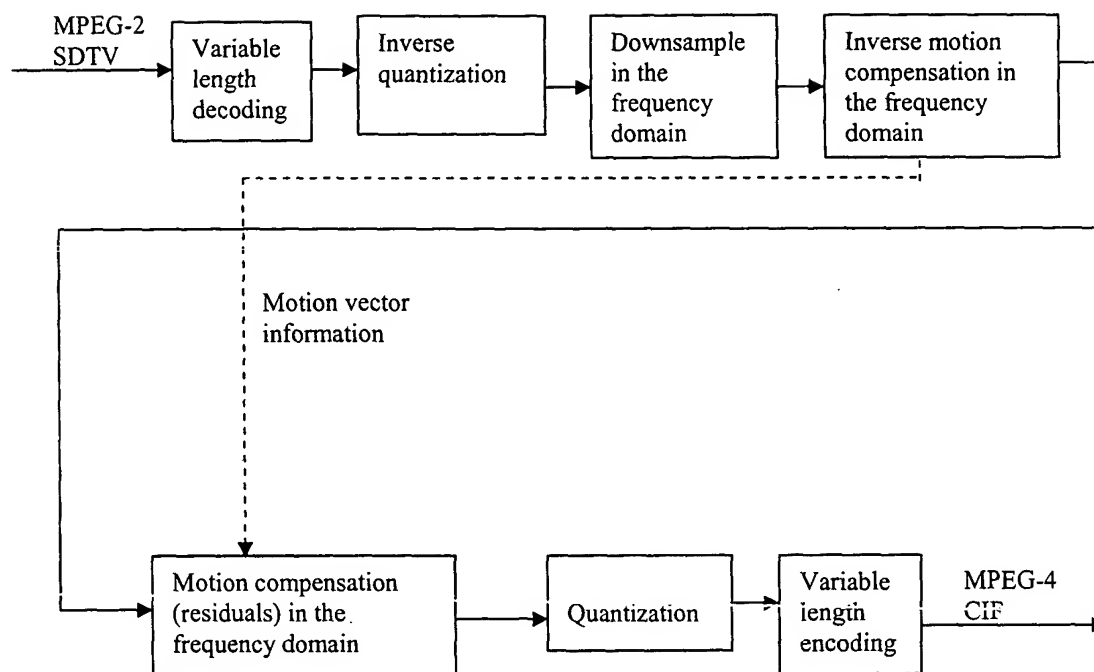 MPEG-2
SDTV
Variable
length
decoding
Inverse
quantization
Downsample
in the
frequency
domain
Inverse motion
compensation in
the frequency
domain
Motion vector
information
Motion compensation
(residuals) in the
frequency domain
Quantization
Variable
length
encoding
MPEG-4
CIF